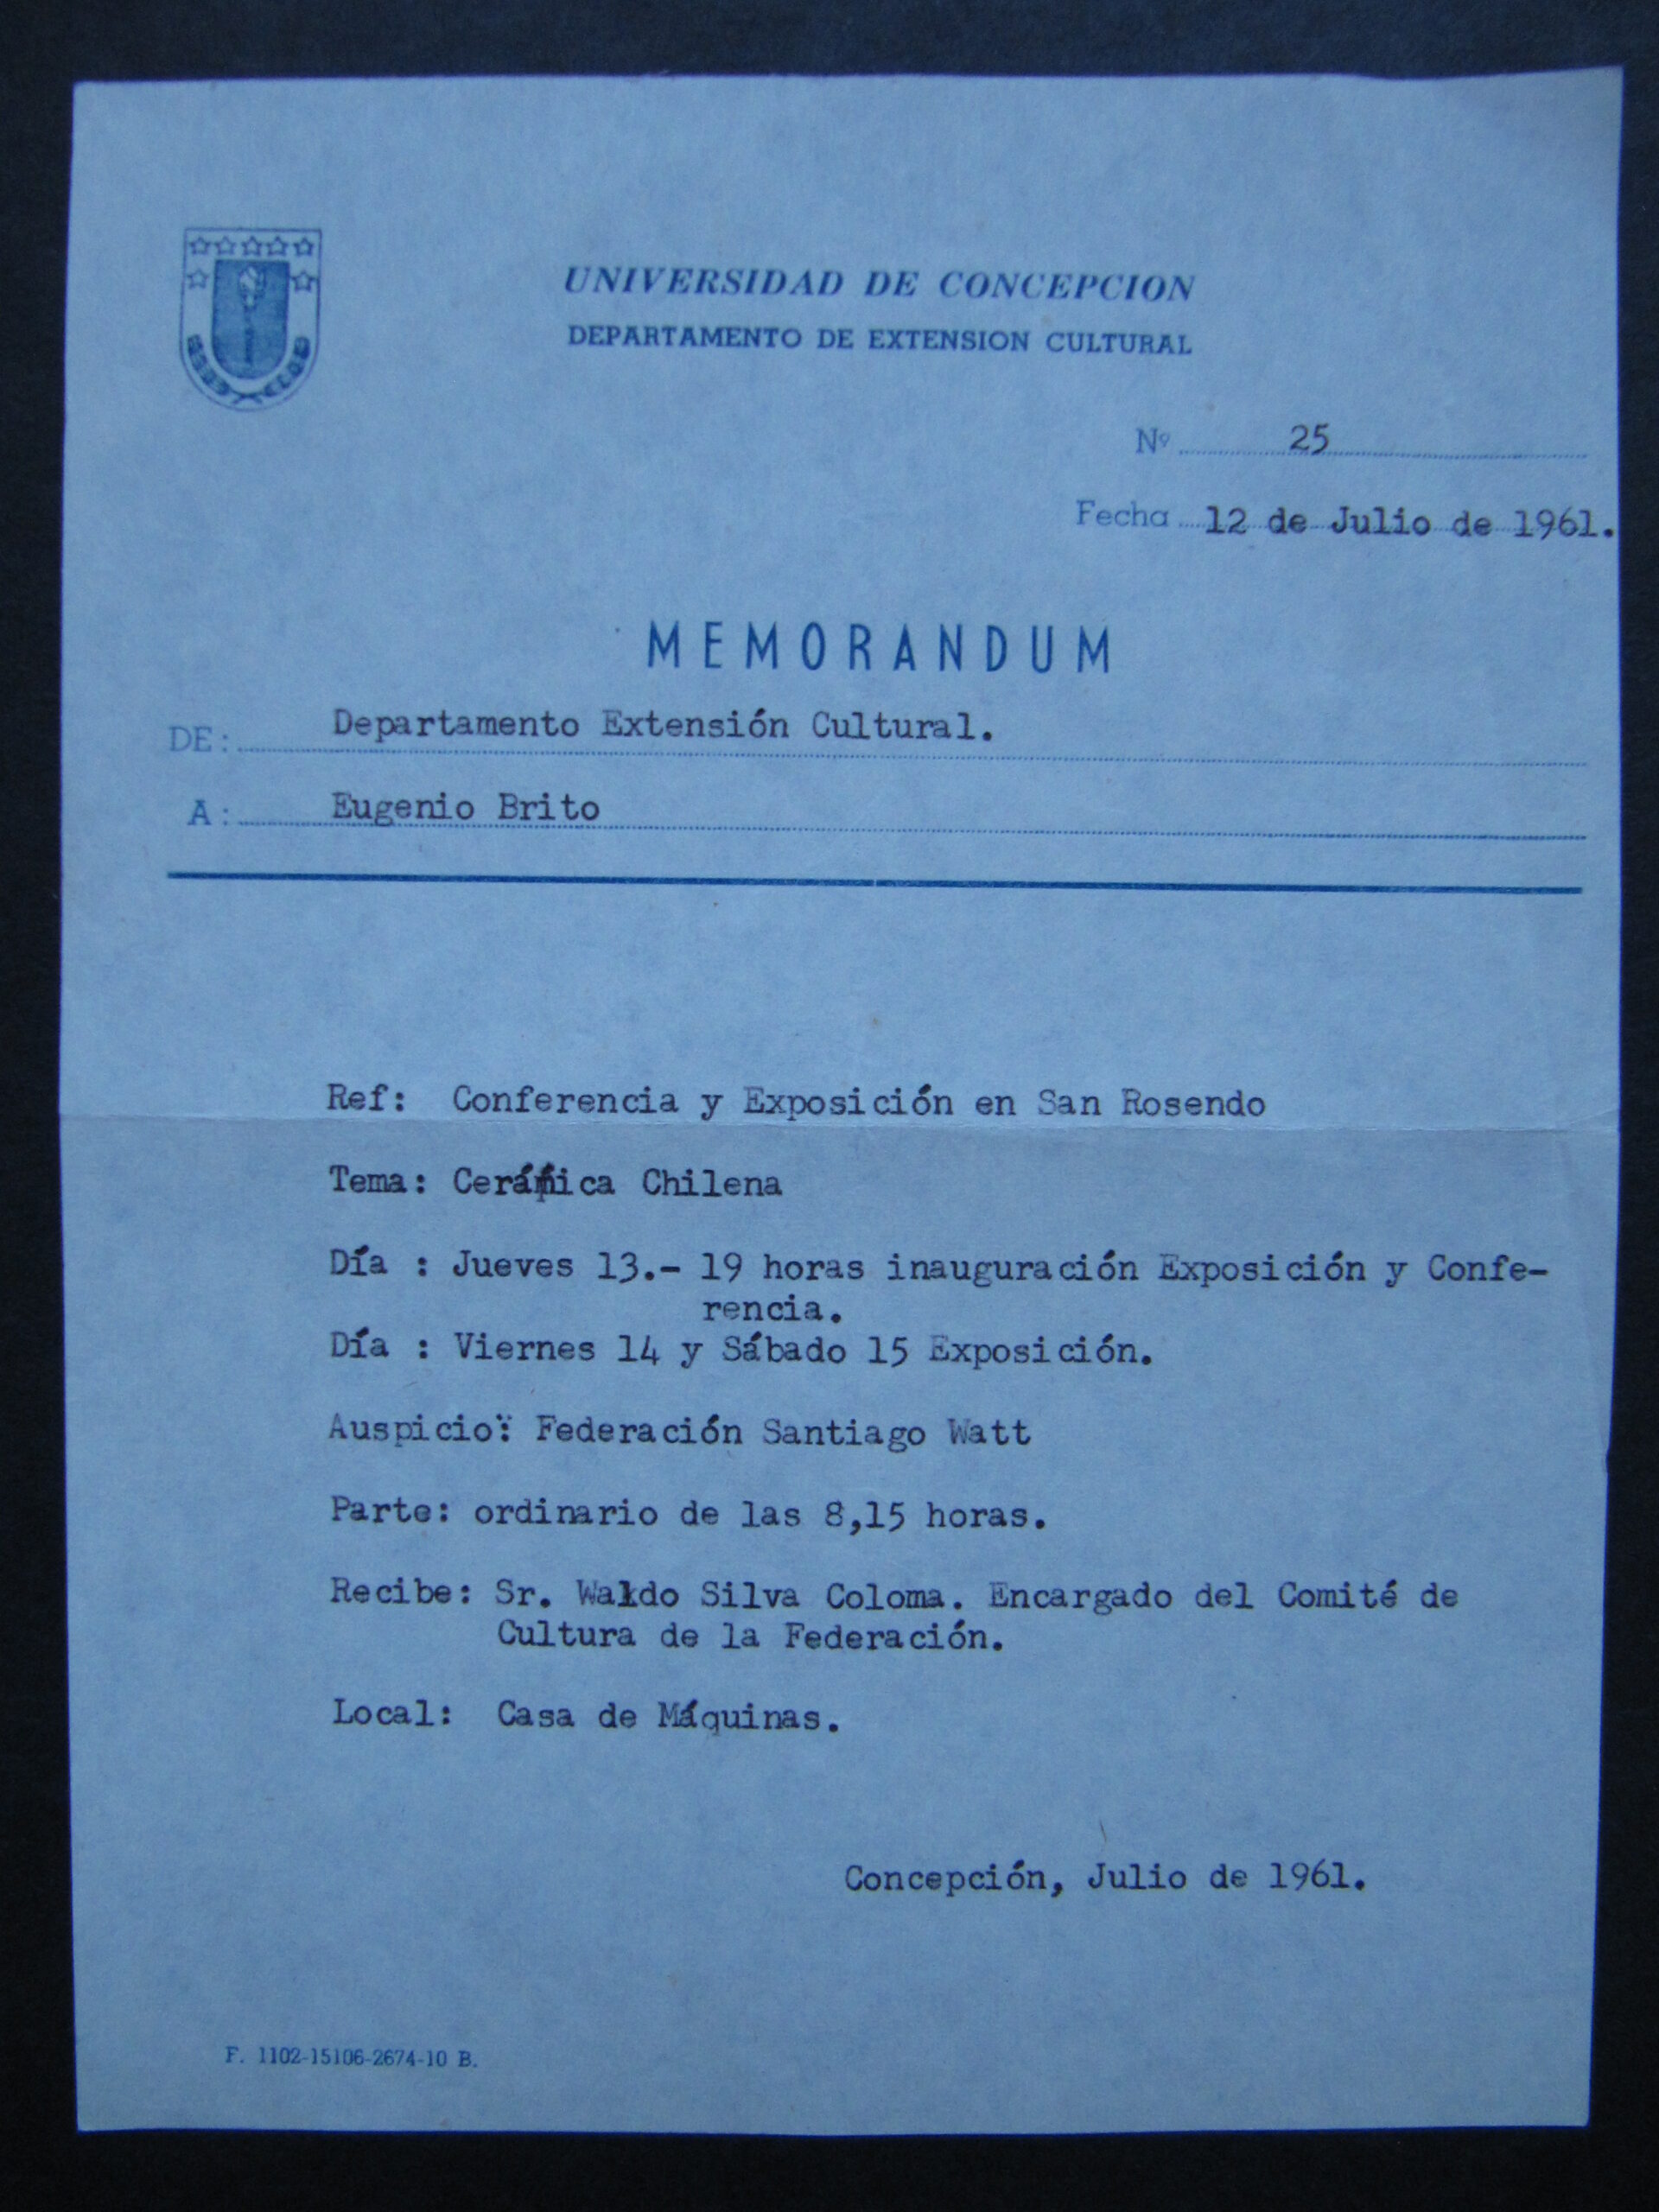 UNIVERSIDAD DE CONCEPCION
DEPARTAMENTO DE EXTENSION CULTURAL
Nº 25
Fecha 12 de Julio de 1961.
MEMORANDUM
DE: Departamento Extensión Cultural.
A: Eugenio Brito
Ref: Conferencia y Exposición en San Rosendo
Tema: Cerámica Chilena
Día : Jueves 13.- 19 horas inauguración Exposición y Confe-
rencia.
Día : Viernes 14 y Sábado 15 Exposición.
Auspicio: Federación Santiago Watt
Parte: ordinario de las 8,15 horas.
Recibe: Sr. Waldo Silva Coloma. Encargado del Comité de
Cultura de la Federación.
Local: Casa de Máquinas.
Concepción, Julio de 1961.
F. 1102-15106-2674-10 B.